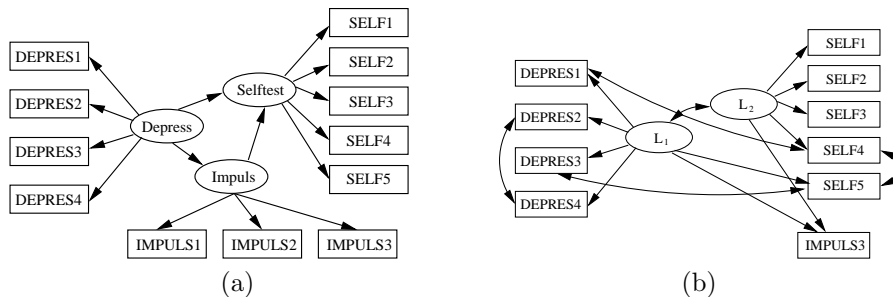 SELF1
SELF2
SELF3
SELF4
SELF5
DEPRES1
DEPRES2
DEPRES3
DEPRES4
Selftest
Depress
Impuls
IMPULS1
IMPULS2
IMPULS3
(a)
SELF1
SELF2
SELF3
SELF4
SELF5
DEPRES1
DEPRES2
DEPRES3
DEPRES4
L2
L1
IMPULS3
(b)